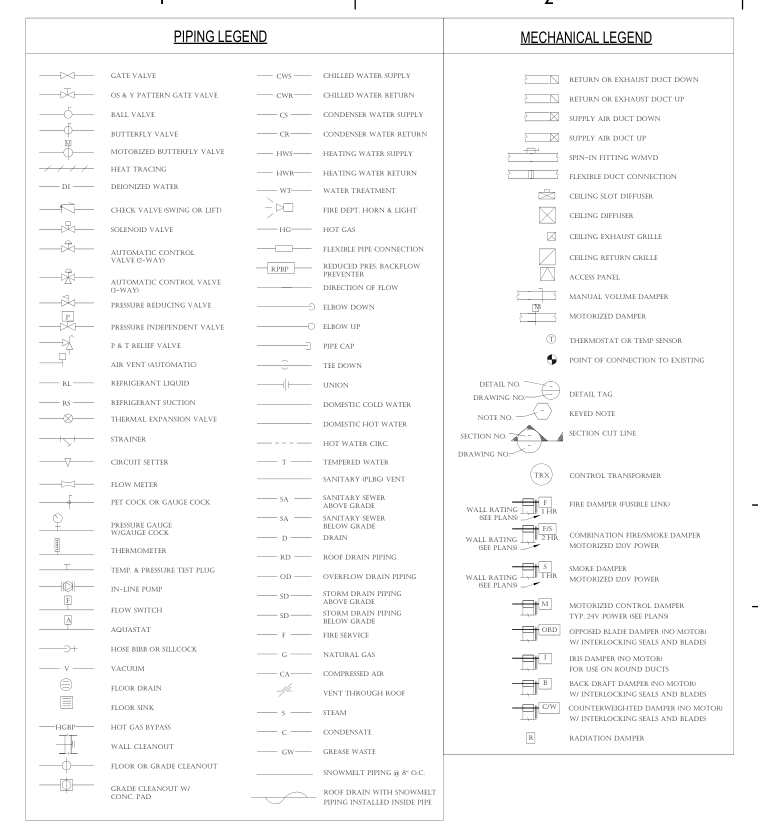 2
PIPING LEGEND
GATE VALVE
OS & Y PATTERN GATE VALVE
BALL VALVE
BUTTERFLY VALVE
M
MOTORIZED BUTTERFLY VALVE
HEAT TRACING
DI DEIONIZED WATER
CHECK VALVE (SWING OR LIFT)
SOLENOID VALVE
AUTOMATIC CONTROL
VALVE (2-WAY)
AUTOMATIC CONTROL VALVE
(3-WAY)
PRESSURE REDUCING VALVE
P
PRESSURE INDEPENDENT VALVE
P & T RELIEF VALVE
AIR VENT (AUTOMATIC)
RL REFRIGERANT LIQUID
RS REFRIGERANT SUCTION
THERMAL EXPANSION VALVE
STRAINER
CIRCUIT SETTER
FLOW METER
PET COCK OR GAUGE COCK
PRESSURE GAUGE
W/GAUGE COCK
THERMOMETER
TEMP. & PRESSURE TEST PLUG
IN-LINE PUMP
F
FLOW SWITCH
A
AQUASTAT
HOSE BIBB OR SILLCOCK
V VACUUM
FLOOR DRAIN
FLOOR SINK
HGBP HOT GAS BYPASS
WALL CLEANOUT
FLOOR OR GRADE CLEANOUT
GRADE CLEANOUT W/
CONC. PAD
CWS CHILLED WATER SUPPLY
CWR CHILLED WATER RETURN
CS CONDENSER WATER SUPPLY
CR CONDENSER WATER RETURN
HWS HEATING WATER SUPPLY
HWR HEATING WATER RETURN
WT WATER TREATMENT
FIRE DEPT. HORN & LIGHT
HG HOT GAS
FLEXIBLE PIPE CONNECTION
RPBP REDUCED PRES. BACKFLOW
PREVENTER
DIRECTION OF FLOW
ELBOW DOWN
ELBOW UP
PIPE CAP
TEE DOWN
UNION
DOMESTIC COLD WATER
DOMESTIC HOT WATER
HOT WATER CIRC.
T TEMPERED WATER
SANITARY (PLBG) VENT
SA SANITARY SEWER
ABOVE GRADE
SA SANITARY SEWER
BELOW GRADE
D DRAIN
RD ROOF DRAIN PIPING
OD OVERFLOW DRAIN PIPING
SD STORM DRAIN PIPING
ABOVE GRADE
SD STORM DRAIN PIPING
BELOW GRADE
F FIRE SERVICE
G NATURAL GAS
CA COMPRESSED AIR
VENT THROUGH ROOF
S STEAM
C CONDENSATE
GW GREASE WASTE
SNOWMELT PIPING @ 8" O.C.
ROOF DRAIN WITH SNOWMELT
PIPING INSTALLED INSIDE PIPE
MECHANICAL LEGEND
RETURN OR EXHAUST DUCT DOWN
RETURN OR EXHAUST DUCT UP
SUPPLY AIR DUCT DOWN
SUPPLY AIR DUCT UP
SPIN-IN FITTING W/MVD
FLEXIBLE DUCT CONNECTION
CEILING SLOT DIFFUSER
CEILING DIFFUSER
CEILING EXHAUST GRILLE
CEILING RETURN GRILLE
ACCESS PANEL
MANUAL VOLUME DAMPER
M
MOTORIZED DAMPER
T THERMOSTAT OR TEMP SENSOR
POINT OF CONNECTION TO EXISTING
DETAIL NO.
DRAWING NO. DETAIL TAG
NOTE NO. KEYED NOTE
SECTION NO. SECTION CUT LINE
DRAWING NO.
TRX CONTROL TRANSFORMER
F FIRE DAMPER (FUSIBLE LINK)
WALL RATING 1 HR
(SEE PLANS)
F/S
2 HR COMBINATION FIRE/SMOKE DAMPER
WALL RATING MOTORIZED 120V POWER
(SEE PLANS)
S SMOKE DAMPER
WALL RATING 1 HR MOTORIZED 120V POWER
(SEE PLANS)
M MOTORIZED CONTROL DAMPER
TYP. 24V POWER (SEE PLANS)
OBD OPPOSED BLADE DAMPER (NO MOTOR)
W/ INTERLOCKING SEALS AND BLADES
I IRIS DAMPER (NO MOTOR)
FOR USE ON ROUND DUCTS
B BACK DRAFT DAMPER (NO MOTOR)
W/ INTERLOCKING SEALS AND BLADES
C/W COUNTERWEIGHTED DAMPER (NO MOTOR)
W/ INTERLOCKING SEALS AND BLADES
R RADIATION DAMPER